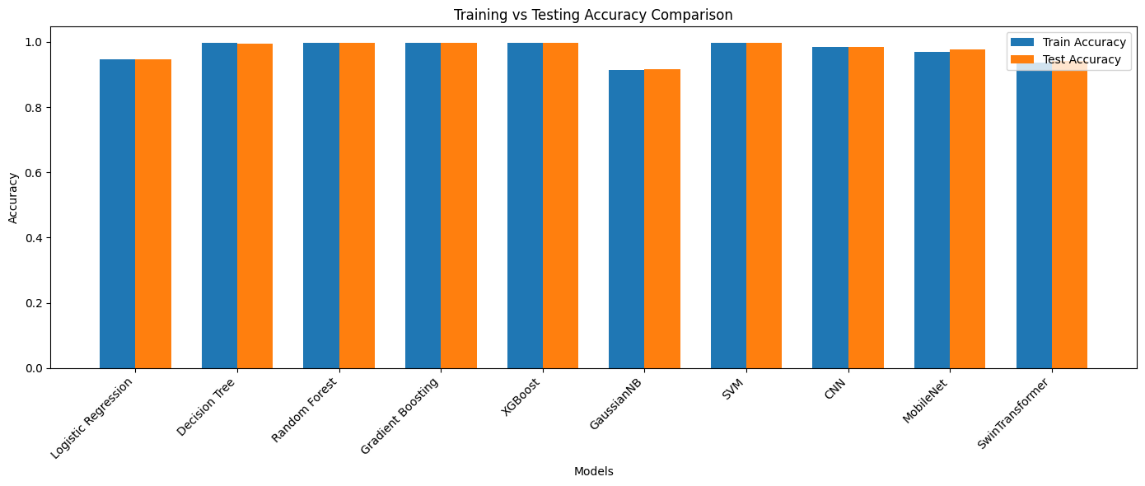 Training vs Testing Accuracy Comparison
Train Accuracy
Test Accuracy
Accuracy
1.0
0.8
0.6
0.4
0.2
0.0
Logistic Regression
Decision Tree
Random Forest
Gradient Boosting
XGBoost
GaussianNB
SVM
CNN
MobileNet
SwinTransformer
Models